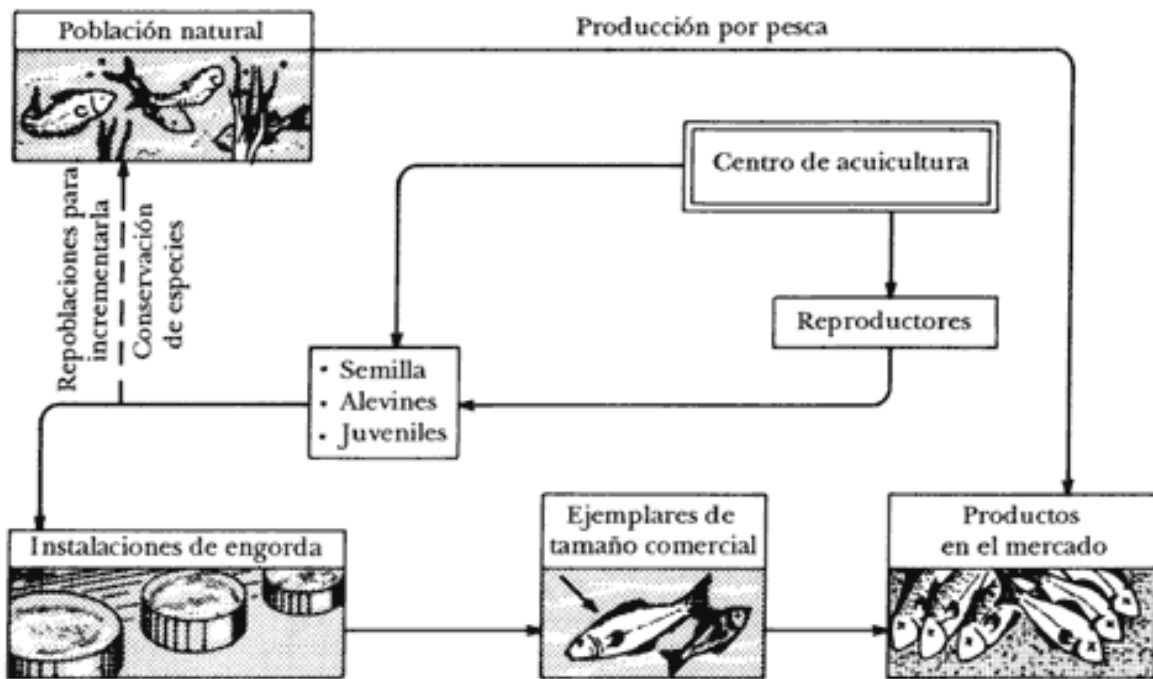 Población natural
Producción por pesca
Centro de acuicultura
Repoblaciones para
incrementarla
Conservación
de especies
Reproductores
• Semilla
• Alevines
• Juveniles
Instalaciones de engorda
Ejemplares de
tamaño comercial
Productos
en el mercado